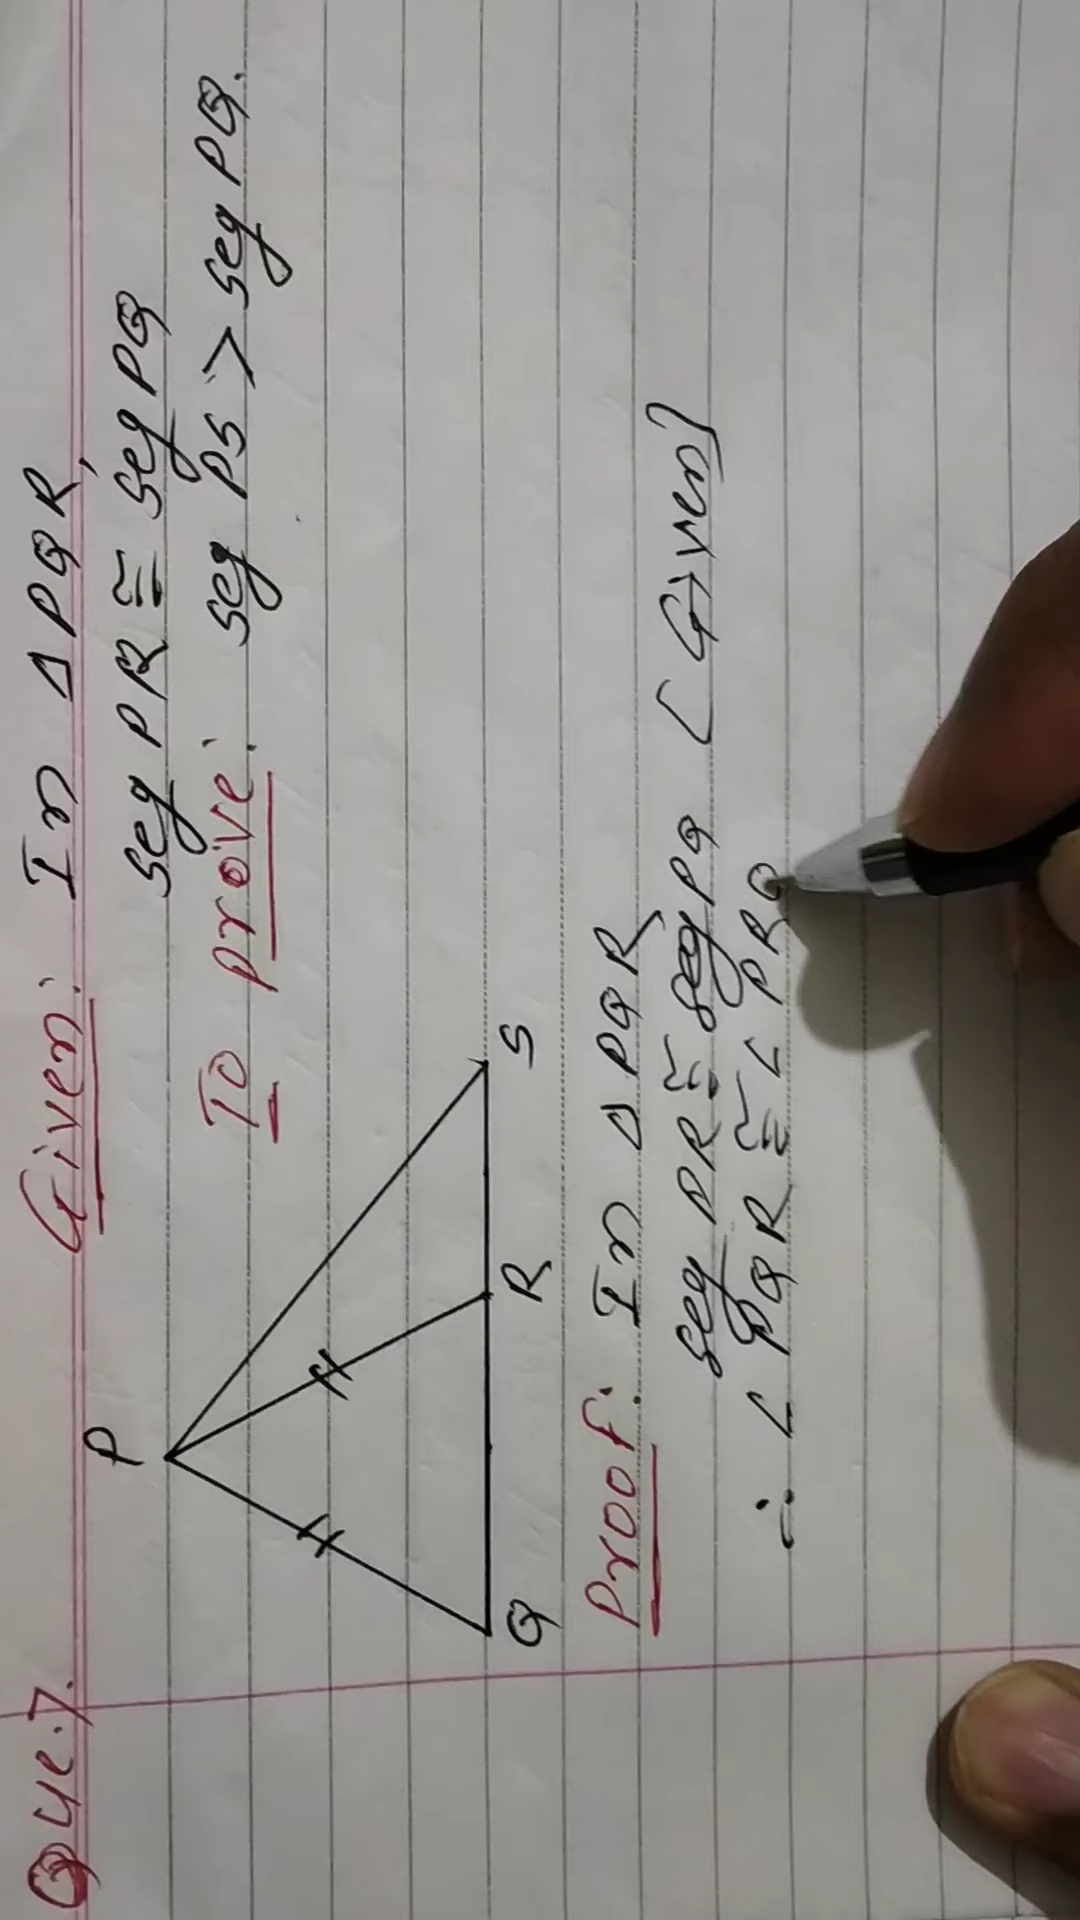 Que.7. Given: In Δ PQR,
seg PR ≅ seg PQ
To prove: seg PS > seg PQ.
P
Q R S
Proof: In Δ PQR,
seg PR ≅ seg PQ [Given]
∴ ∠ PQR ≅ ∠ PRQ